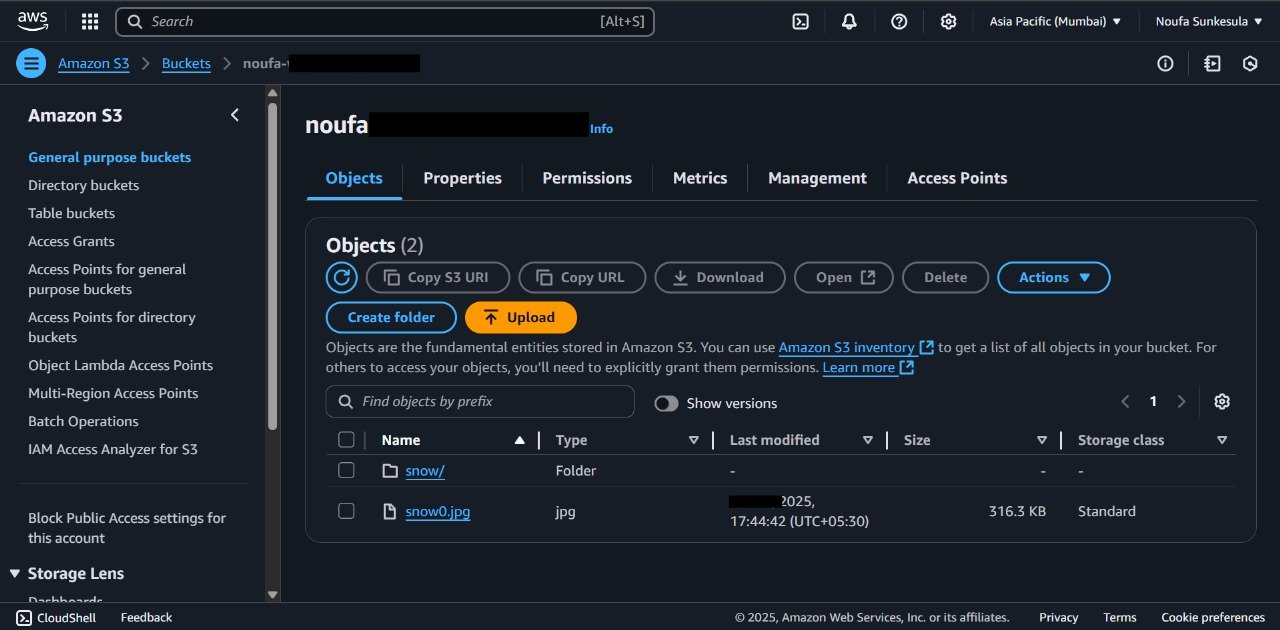 aws Search [Alt+S] Asia Pacific (Mumbai) Noufa Sunkesula
Amazon S3 Buckets noufa-
Amazon S3
General purpose buckets
Directory buckets
Table buckets
Access Grants
Access Points for general
purpose buckets
Access Points for directory
buckets
Object Lambda Access Points
Multi-Region Access Points
Batch Operations
IAM Access Analyzer for S3
Block Public Access settings for
this account
Storage Lens
Dashboards
noufa Info
Objects Properties Permissions Metrics Management Access Points
Objects (2)
Copy S3 URI Copy URL Download Open Delete Actions
Create folder Upload
Objects are the fundamental entities stored in Amazon S3. You can use Amazon S3 inventory to get a list of all objects in your bucket. For
others to access your objects, you'll need to explicitly grant them permissions. Learn more
Find objects by prefix Show versions 1
Name Type Last modified Size Storage class
snow/ Folder - - -
snow0.jpg jpg 2025,
17:44:42 (UTC+05:30) 316.3 KB Standard
CloudShell Feedback © 2025, Amazon Web Services, Inc. or its affiliates. Privacy Terms Cookie preferences